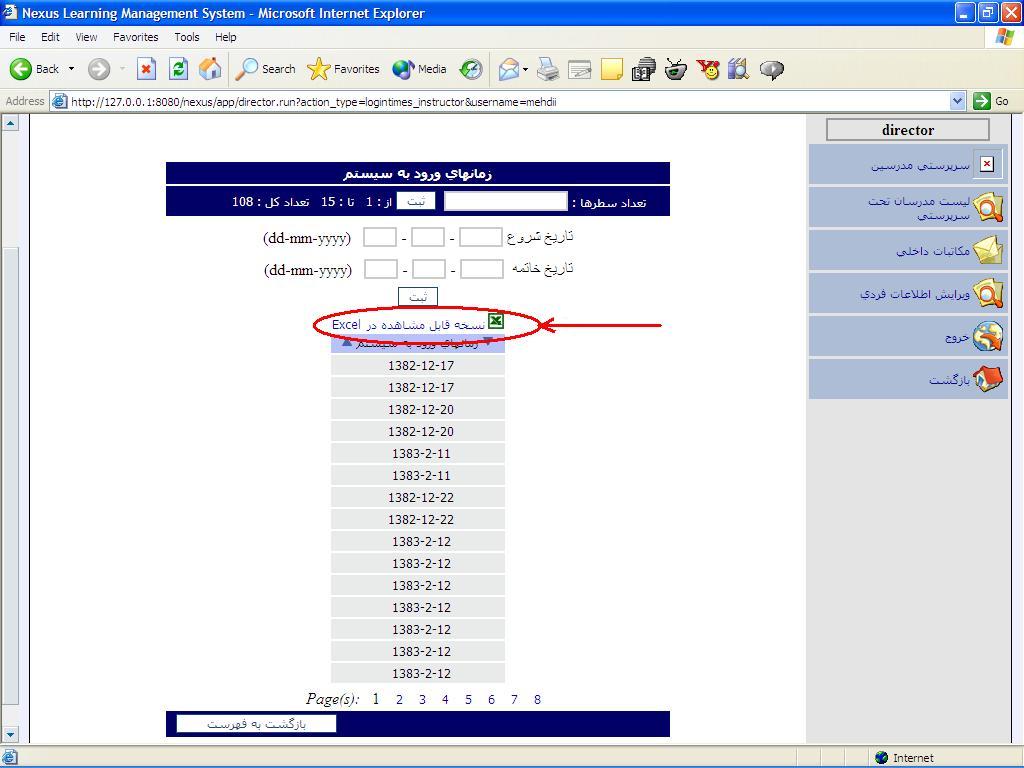 Nexus Learning Management System - Microsoft Internet Explorer
File Edit View Favorites Tools Help
Back Search Favorites Media
Address http://127.0.0.1:8080/nexus/app/director.run?action_type=logintimes_instructor&username=mehdii Go
director
سرپرستي مدرسين
ليست مدرسان تحت
سرپرستي
مكاتبات داخلي
ويرايش اطلاعات فردي
خروج
بازگشت
زمانهاي ورود به سيستم
تعداد سطرها : ثبت از : 1 تا : 15 تعداد كل : 108
تاريخ شروع - - (dd-mm-yyyy)
تاريخ خاتمه - - (dd-mm-yyyy)
ثبت
نسخه قابل مشاهده در Excel
زمانهاي ورود به سيستم
1382-12-17
1382-12-17
1382-12-20
1382-12-20
1383-2-11
1383-2-11
1382-12-22
1382-12-22
1383-2-12
1383-2-12
1383-2-12
1383-2-12
1383-2-12
1383-2-12
1383-2-12
Page(s): 1 2 3 4 5 6 7 8
بازگشت به فهرست
Internet